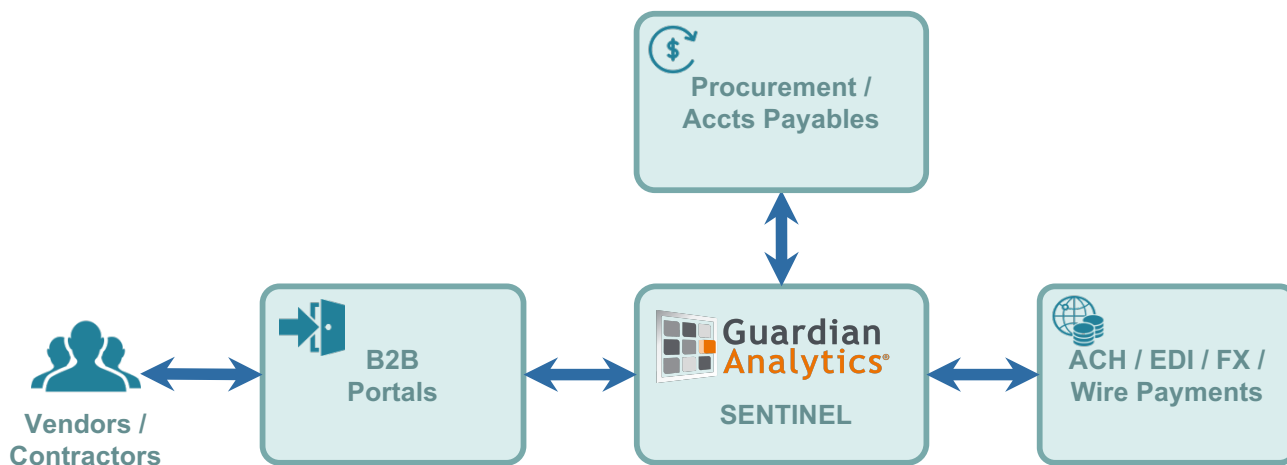 $
Procurement /
Accts Payables
B2B
Portals
Guardian
Analytics®
SENTINEL
ACH / EDI / FX /
Wire Payments
Vendors /
Contractors